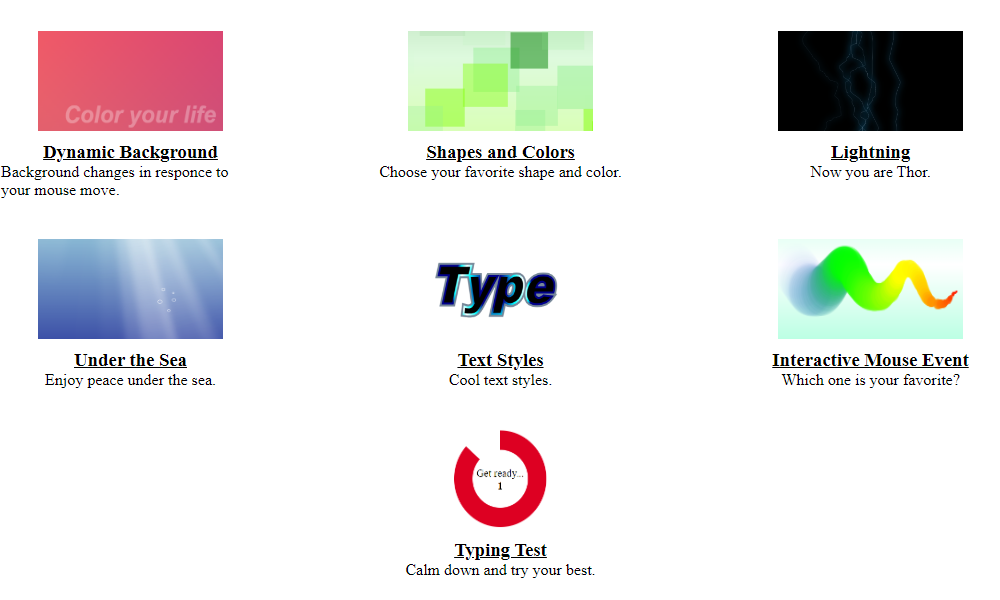 Color your life
Dynamic Background
Background changes in responce to
your mouse move.
Shapes and Colors
Choose your favorite shape and color.
Lightning
Now you are Thor.
Under the Sea
Enjoy peace under the sea.
Type
Text Styles
Cool text styles.
Interactive Mouse Event
Which one is your favorite?
Get ready...
1
Typing Test
Calm down and try your best.